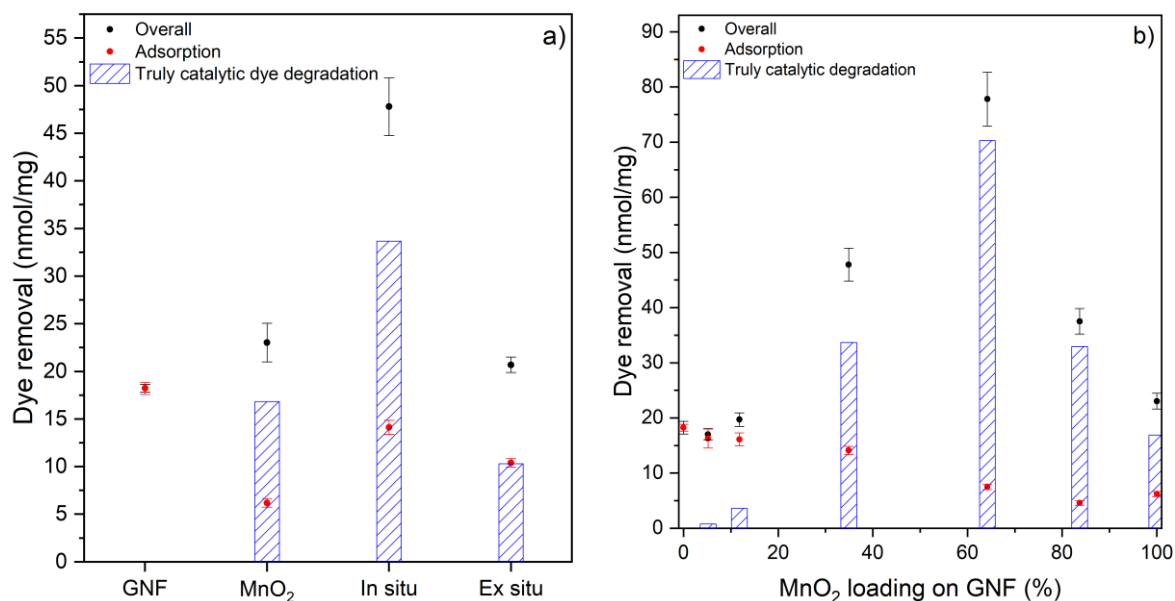 a)
Overall
Adsorption
Truly catalytic dye degradation
Dye removal (nmol/mg)
55
50
45
40
35
30
25
20
15
10
5
0
GNF MnO₂ In situ Ex situ
b)
Overall
Adsorption
Truly catalytic degradation
Dye removal (nmol/mg)
90
80
70
60
50
40
30
20
10
0
0 20 40 60 80 100
MnO₂ loading on GNF (%)